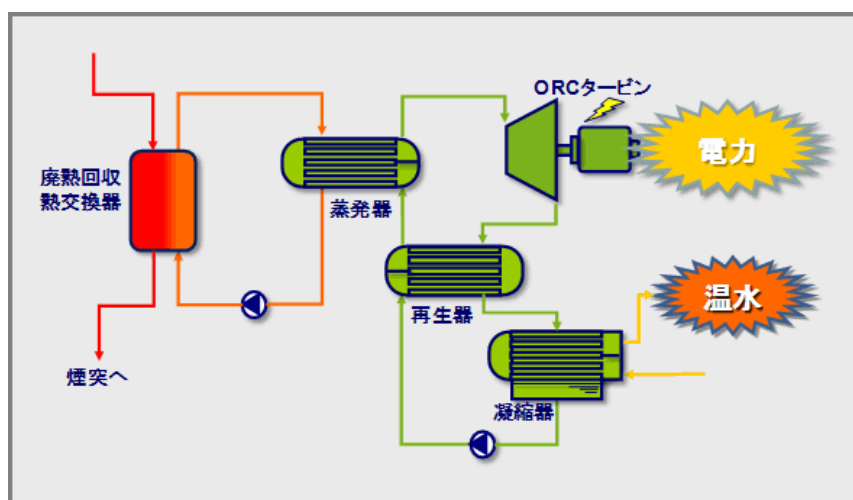 ORCタービン
電力
廃熱回収
熱交換器
蒸発器
再生器
温水
煙突へ
凝縮器